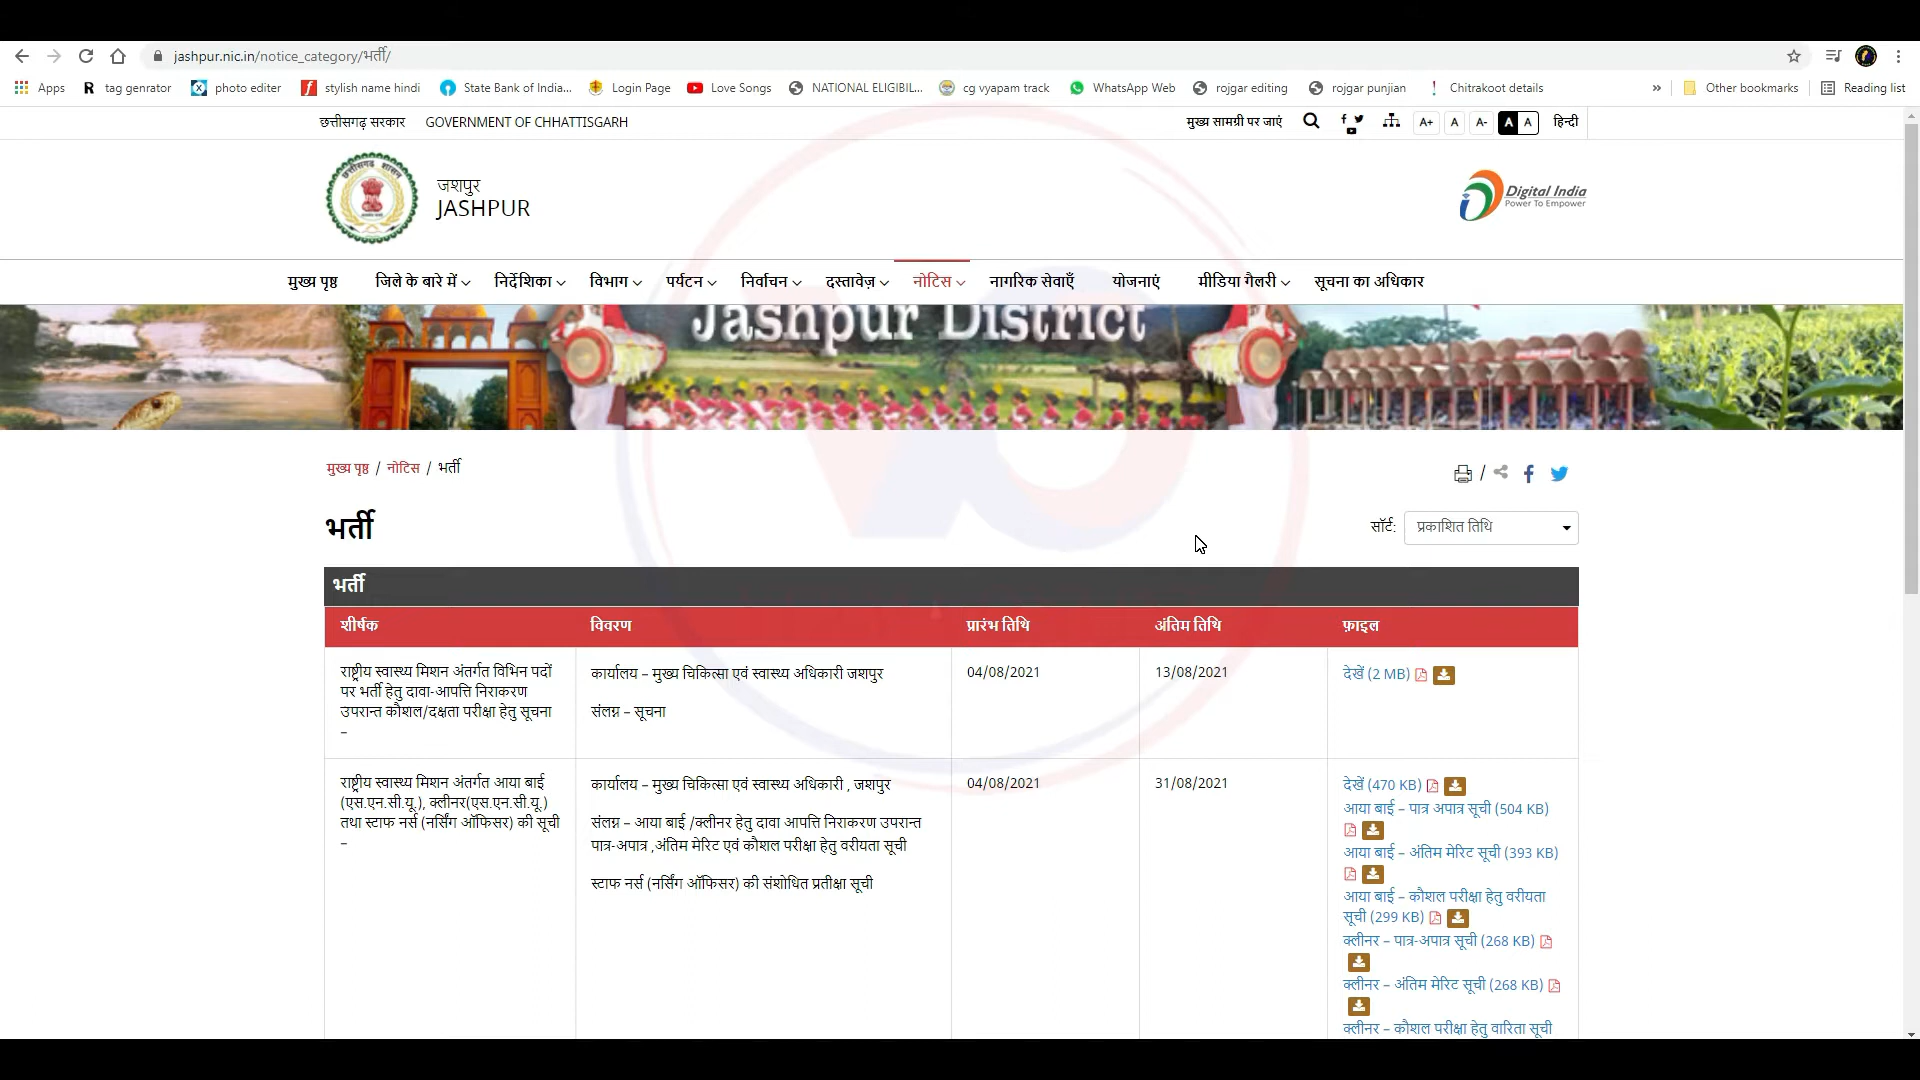 jashpur.nic.in/notice_category/भर्ती/
Apps tag genrator photo editer stylish name hindi State Bank of India... Login Page Love Songs NATIONAL ELIGIBIL... cg vyapam track WhatsApp Web rojgar editing rojgar punjian Chitrakoot details » Other bookmarks Reading list
छत्तीसगढ़ सरकार GOVERNMENT OF CHHATTISGARH मुख्य सामग्री पर जाएं A+ A A- A A हिन्दी
जशपुर
JASHPUR
Digital India
Power To Empower
मुख्य पृष्ठ जिले के बारे में निर्देशिका विभाग पर्यटन निर्वाचन दस्तावेज़ नोटिस नागरिक सेवाएँ योजनाएं मीडिया गैलरी सूचना का अधिकार
Jashpur District
मुख्य पृष्ठ / नोटिस / भर्ती
भर्ती
सॉर्ट: प्रकाशित तिथि
भर्ती
शीर्षक विवरण प्रारंभ तिथि अंतिम तिथि फ़ाइल
राष्ट्रीय स्वास्थ्य मिशन अंतर्गत विभिन पदों
पर भर्ती हेतु दावा-आपत्ति निराकरण
उपरान्त कौशल/दक्षता परीक्षा हेतु सूचना
–
कार्यालय – मुख्य चिकित्सा एवं स्वास्थ्य अधिकारी जशपुर
संलग्न – सूचना
04/08/2021
13/08/2021
देखें (2 MB)
राष्ट्रीय स्वास्थ्य मिशन अंतर्गत आया बाई
(एस.एन.सी.यू.), क्लीनर(एस.एन.सी.यू.)
तथा स्टाफ नर्स (नर्सिंग ऑफिसर) की सूची
–
कार्यालय – मुख्य चिकित्सा एवं स्वास्थ्य अधिकारी , जशपुर
संलग्न – आया बाई /क्लीनर हेतु दावा आपत्ति निराकरण उपरान्त
पात्र-अपात्र ,अंतिम मेरिट एवं कौशल परीक्षा हेतु वरीयता सूची
स्टाफ नर्स (नर्सिंग ऑफिसर) की संशोधित प्रतीक्षा सूची
04/08/2021
31/08/2021
देखें (470 KB)
आया बाई – पात्र अपात्र सूची (504 KB)
आया बाई – अंतिम मेरिट सूची (393 KB)
आया बाई – कौशल परीक्षा हेतु वरीयता
सूची (299 KB)
क्लीनर – पात्र-अपात्र सूची (268 KB)
क्लीनर – अंतिम मेरिट सूची (268 KB)
क्लीनर – कौशल परीक्षा हेतु वारिता सूची